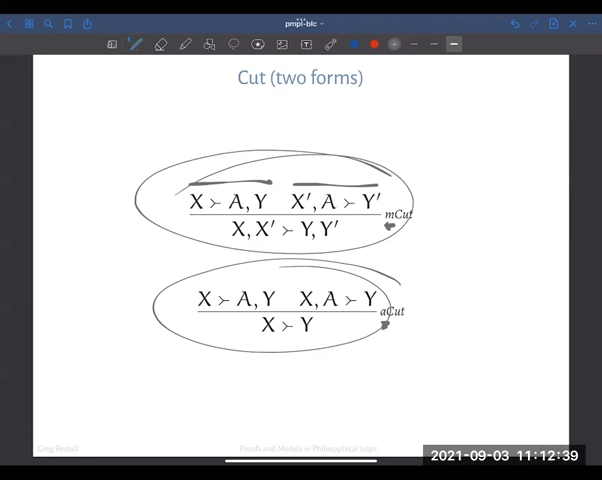 pmpl-blc
Cut (two forms)
X ≻ A, Y    X′, A ≻ Y′
mCut
X, X′ ≻ Y, Y′
X ≻ A, Y    X, A ≻ Y
aCut
X ≻ Y
Greg Restall    Proofs and Models in Philosophical Logic
2021-09-03 11:12:39